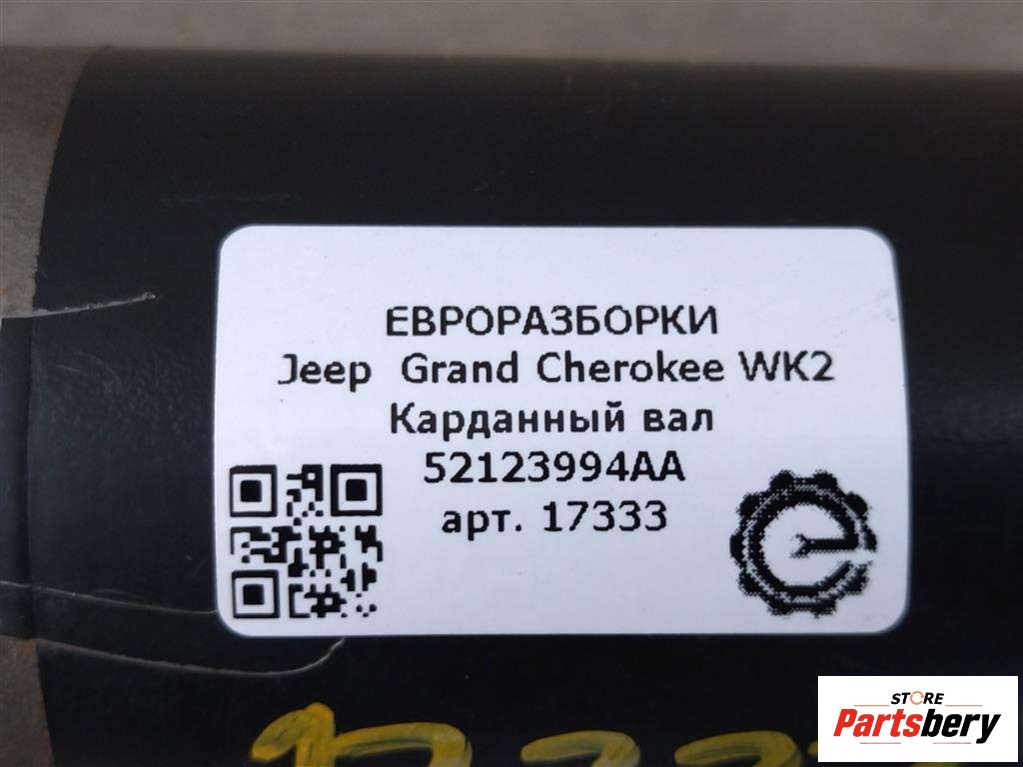 ЕВРОРАЗБОРКИ
Jeep Grand Cherokee WK2
Карданный вал
52123994AA
арт. 17333
STORE
Partsbery